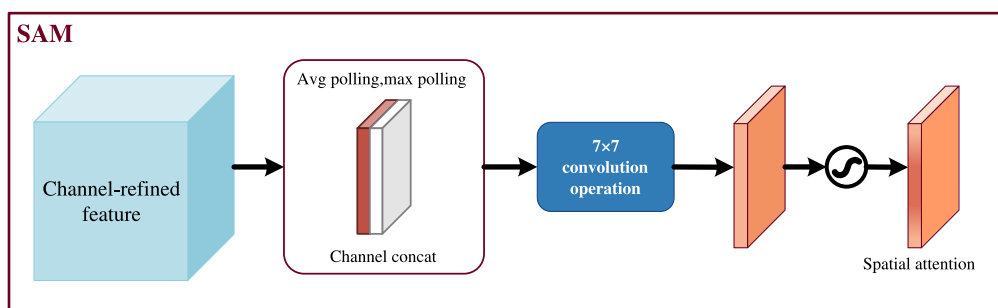 SAM
Channel-refined
feature
Avg polling,max polling
Channel concat
7×7
convolution
operation
Spatial attention